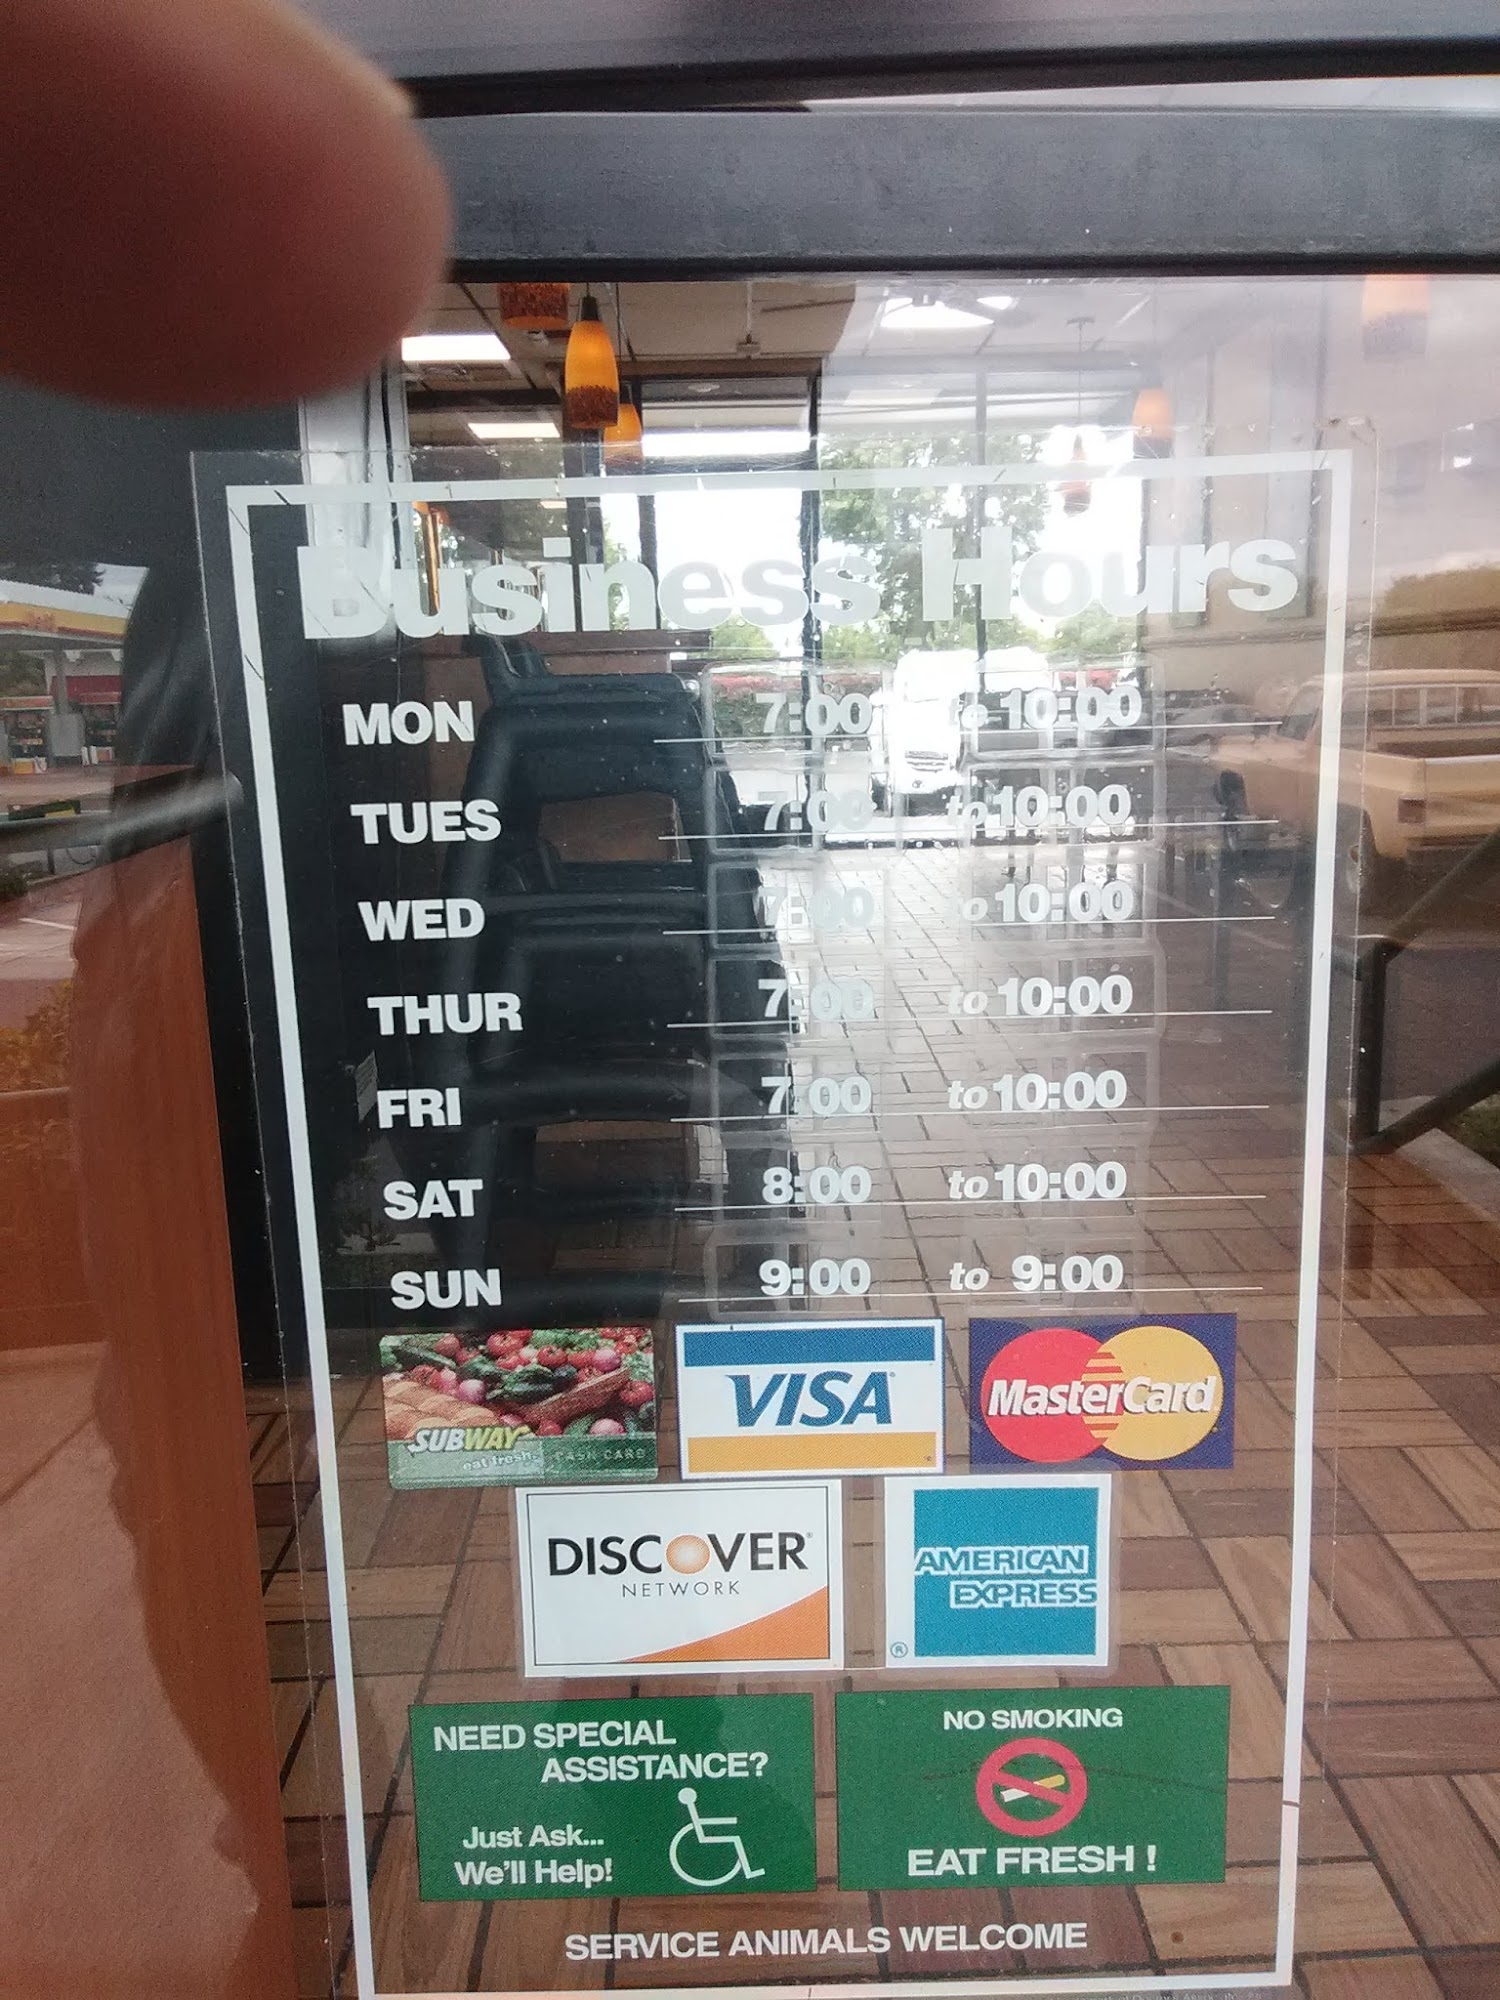 Business Hours
MON 7:00 to 10:00
TUES 7:00 to 10:00
WED 7:00 to 10:00
THUR 7:00 to 10:00
FRI 7:00 to 10:00
SAT 8:00 to 10:00
SUN 9:00 to 9:00
SUBWAY
eat fresh. CASH CARD
VISA
MasterCard
DISCOVER
NETWORK
AMERICAN
EXPRESS
®
NEED SPECIAL
ASSISTANCE?
Just Ask...
We'll Help!
NO SMOKING
EAT FRESH !
SERVICE ANIMALS WELCOME